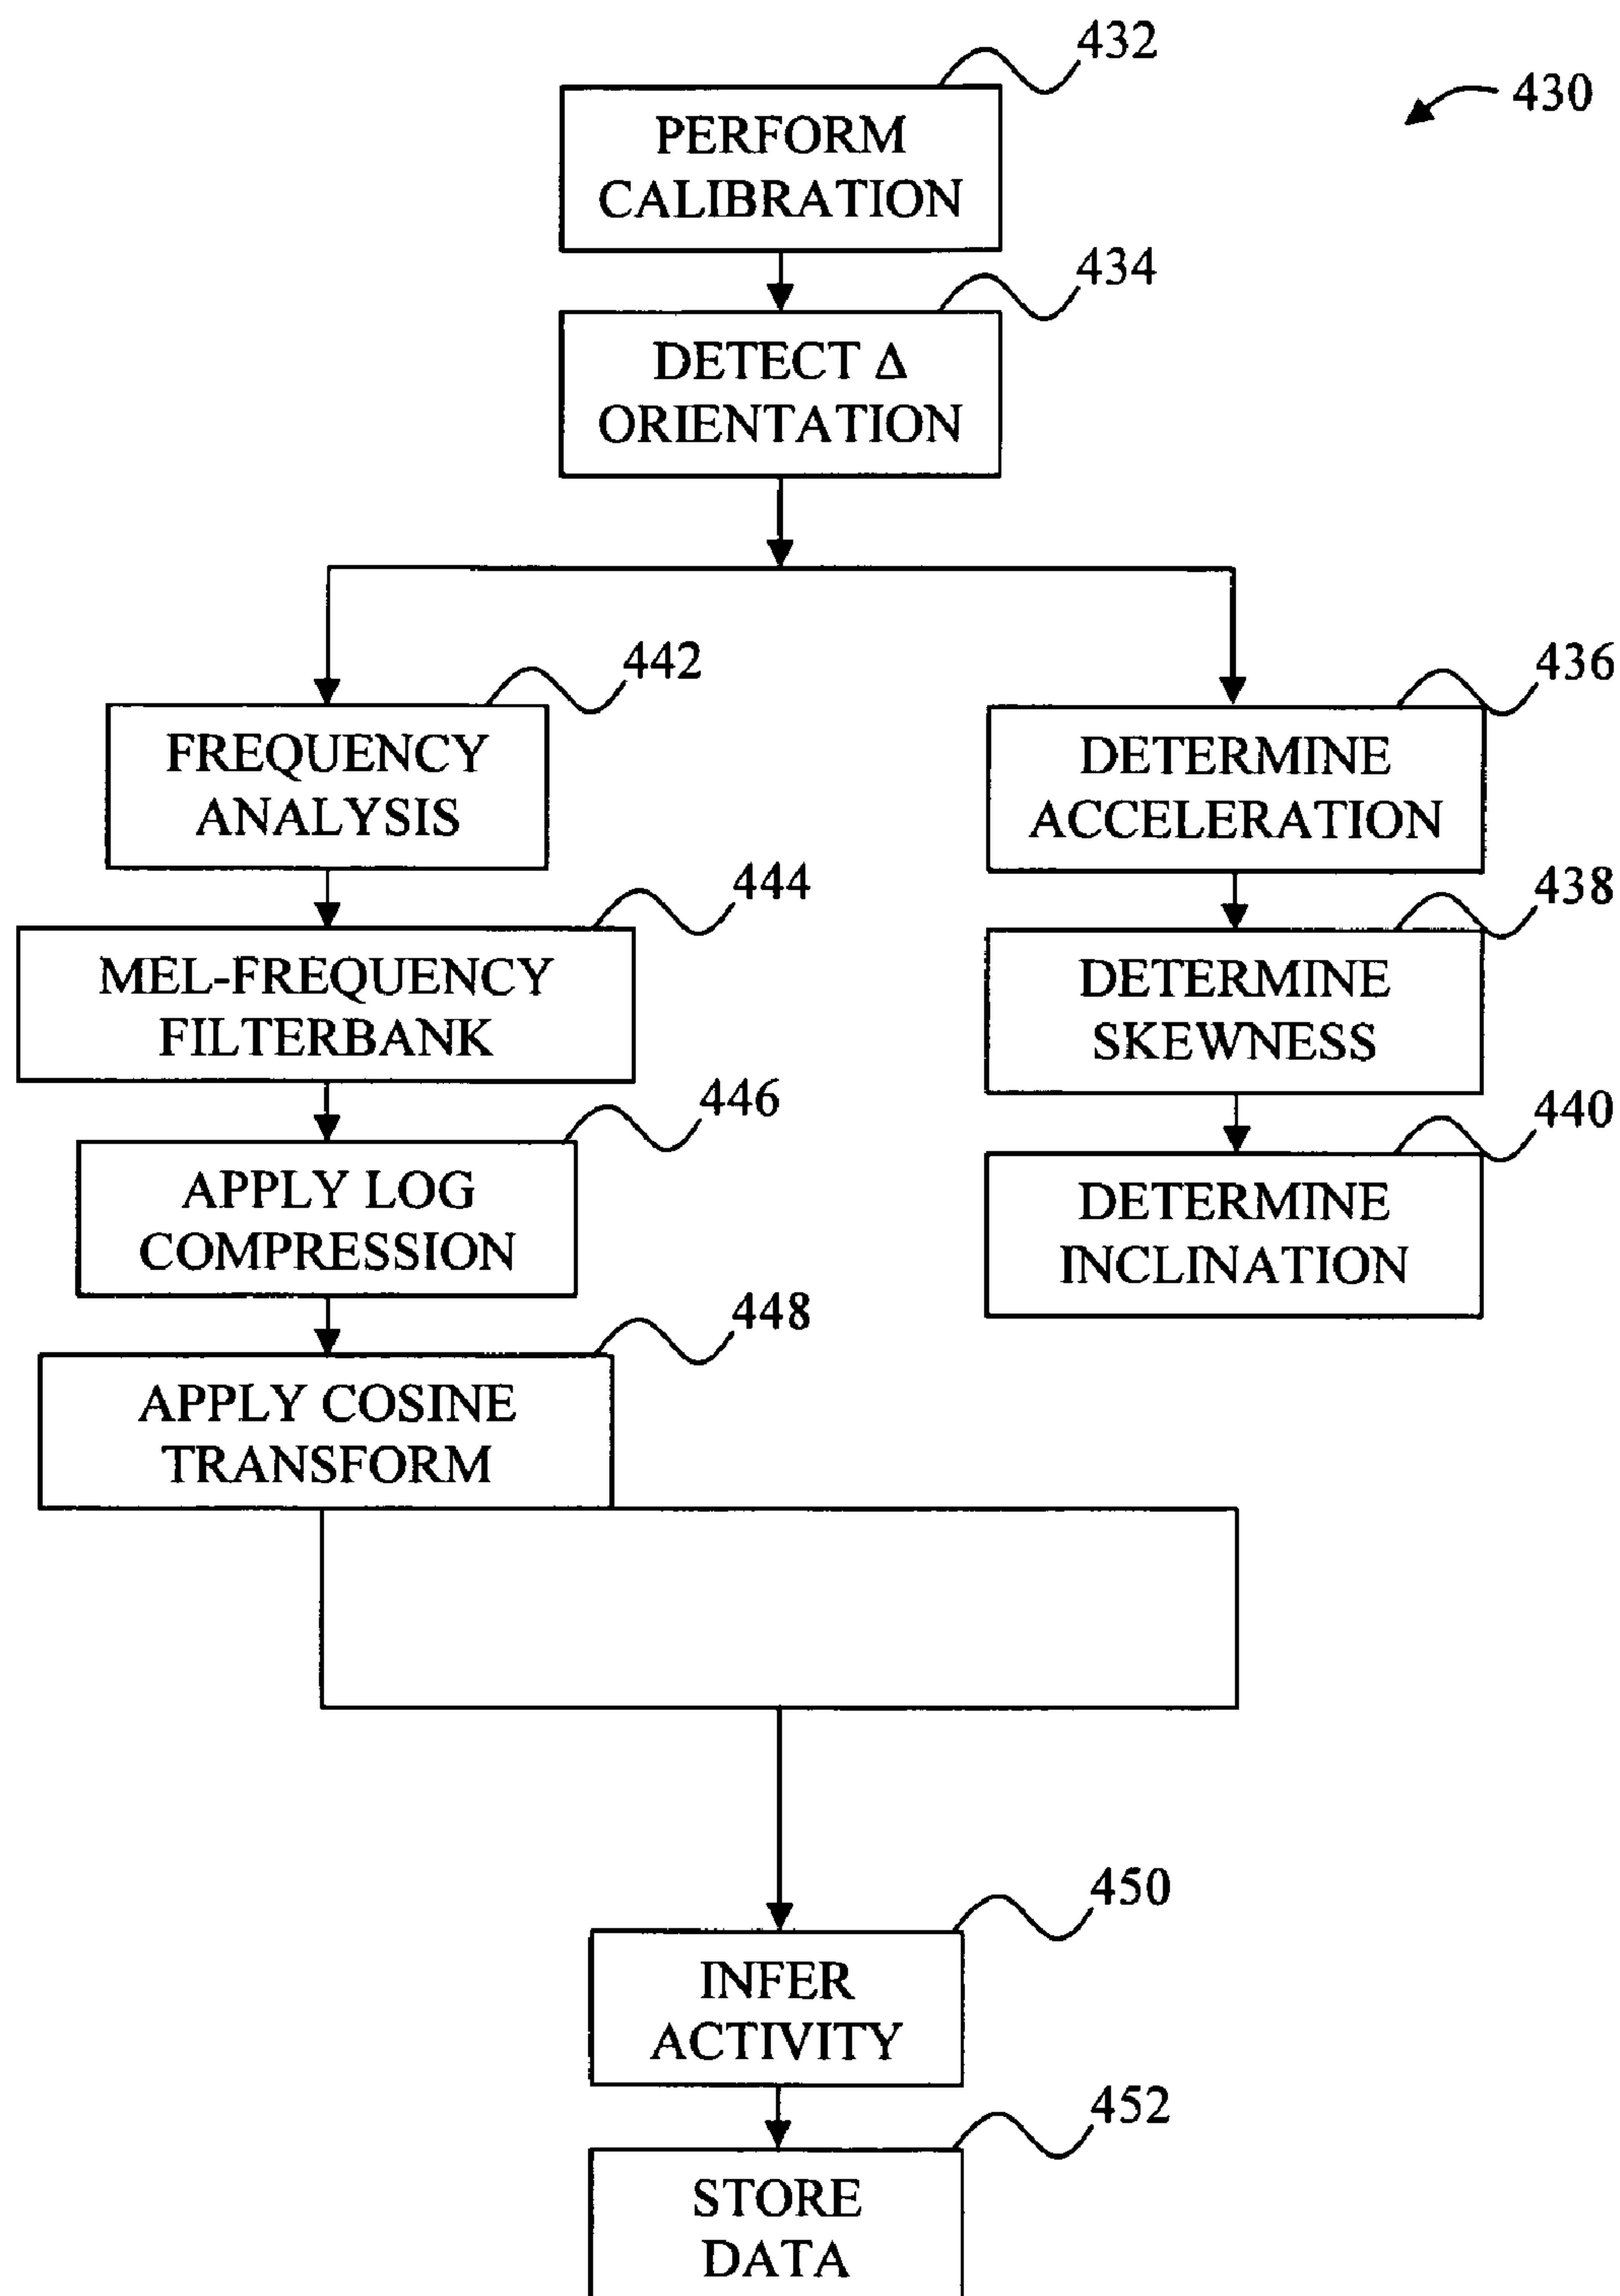 432
430
PERFORM
CALIBRATION
434
DETECT Δ
ORIENTATION
442
FREQUENCY
ANALYSIS
444
MEL-FREQUENCY
FILTERBANK
446
APPLY LOG
COMPRESSION
448
APPLY COSINE
TRANSFORM
436
DETERMINE
ACCELERATION
438
DETERMINE
SKEWNESS
440
DETERMINE
INCLINATION
450
INFER
ACTIVITY
452
STORE
DATA